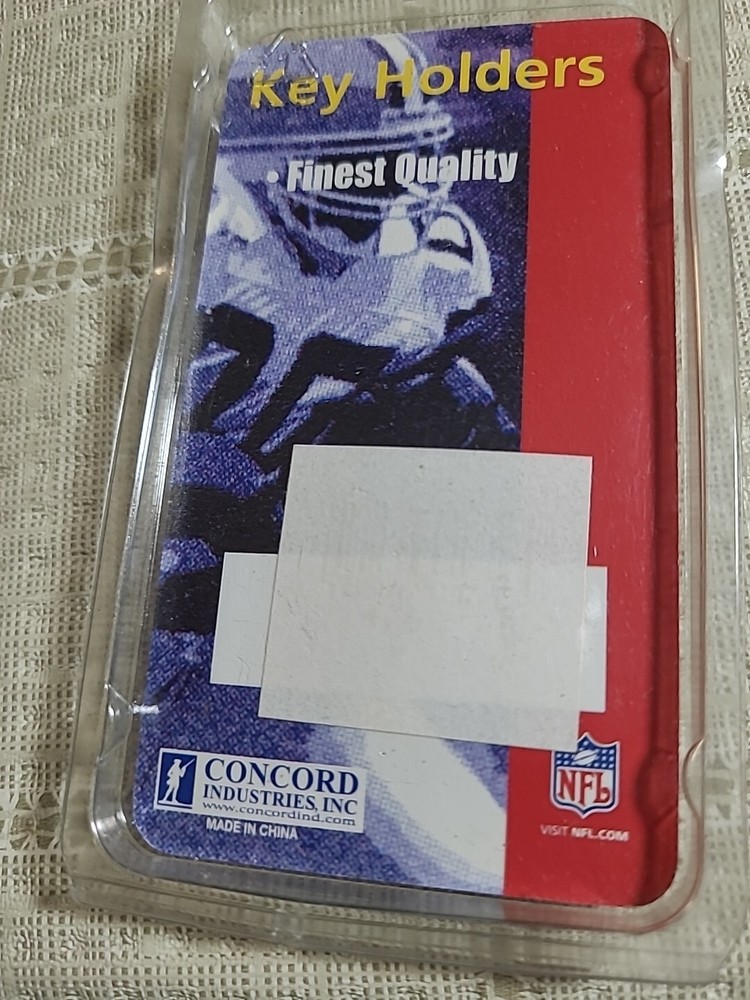 Key Holders
• Finest Quality
CONCORD
INDUSTRIES, INC
www.concordind.com
MADE IN CHINA
NFL
VISIT NFL.COM